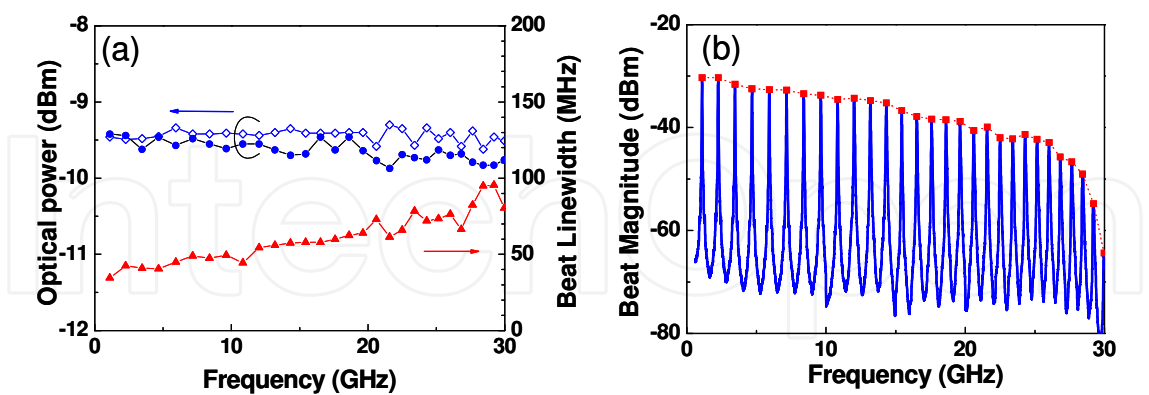 (a)
Optical power (dBm)
-8
-9
-10
-11
-12
200
150
100
50
0
Beat Linewidth (MHz)
0 10 20 30
Frequency (GHz)
(b)
Beat Magnitude (dBm)
-20
-40
-60
-80
0 10 20 30
Frequency (GHz)
IntechOpen